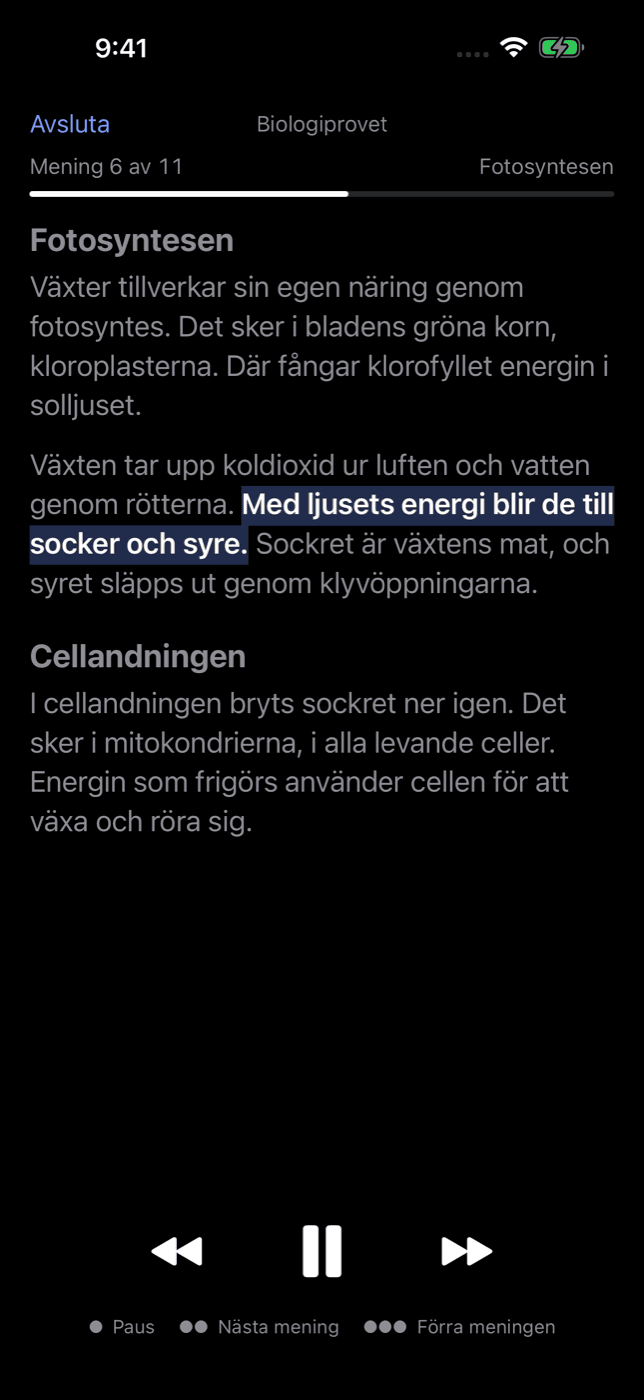 9:41
Avsluta
Biologiprovet
Mening 6 av 11
Fotosyntesen
Fotosyntesen
Växter tillverkar sin egen näring genom
fotosyntes. Det sker i bladens gröna korn,
kloroplasterna. Där fångar klorofyllet energin i
solljuset.
Växten tar upp koldioxid ur luften och vatten
genom rötterna. Med ljusets energi blir de till
socker och syre. Sockret är växtens mat, och
syret släpps ut genom klyvöppningarna.
Cellandningen
I cellandningen bryts sockret ner igen. Det
sker i mitokondrierna, i alla levande celler.
Energin som frigörs använder cellen för att
växa och röra sig.
Paus
Nästa mening
Förra meningen